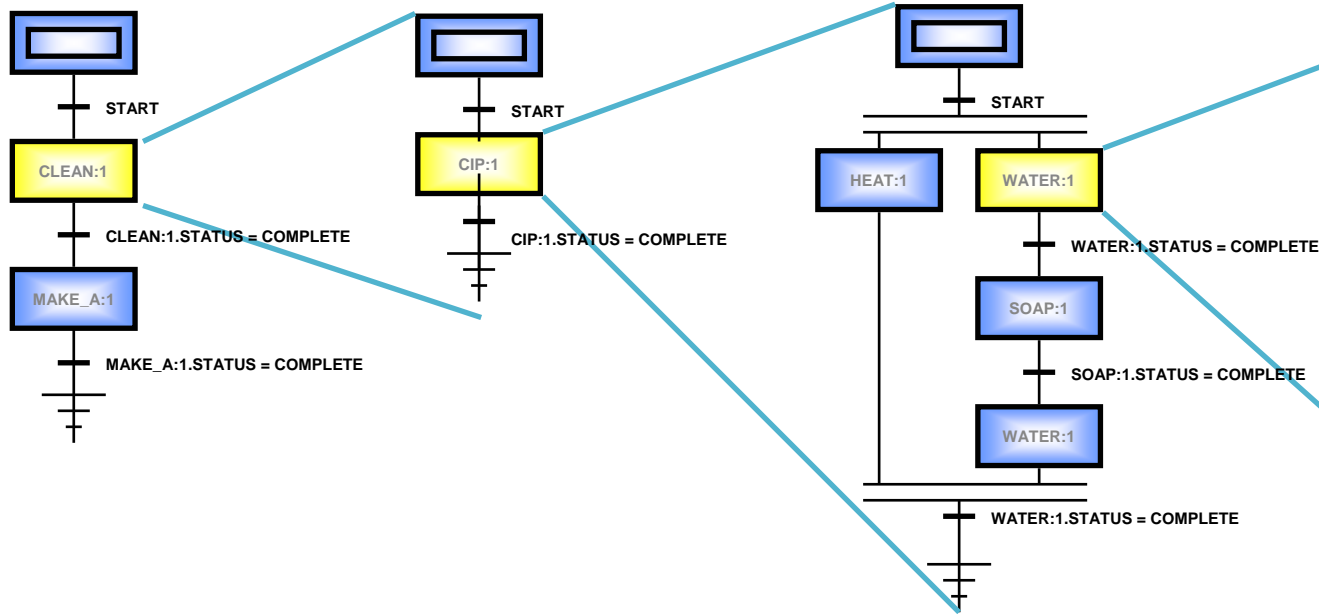 START
CLEAN:1
CLEAN:1.STATUS = COMPLETE
MAKE_A:1
MAKE_A:1.STATUS = COMPLETE
START
CIP:1
CIP:1.STATUS = COMPLETE
START
HEAT:1
WATER:1
WATER:1.STATUS = COMPLETE
SOAP:1
SOAP:1.STATUS = COMPLETE
WATER:1
WATER:1.STATUS = COMPLETE